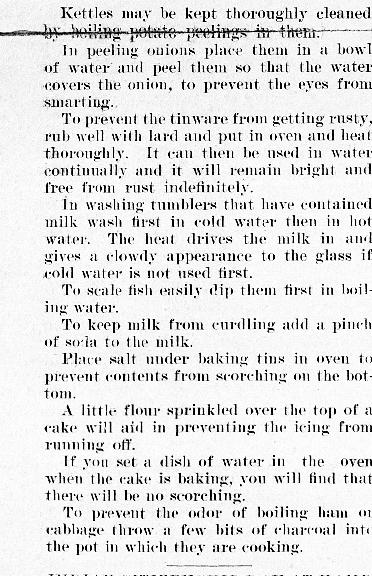 Kettles may be kept thoroughly cleaned
by boiling potato peelings in them.
In peeling onions place them in a bowl
of water and peel them so that the water
covers the onion, to prevent the eyes from
smarting.
To prevent the tinware from getting rusty,
rub well with lard and put in oven and heat
thoroughly. It can then be used in water
continually and it will remain bright and
free from rust indefinitely.
In washing tumblers that have contained
milk wash first in cold water then in hot
water. The heat drives the milk in and
gives a clowdy appearance to the glass if
cold water is not used first.
To scale fish easily dip them first in boil-
ing water.
To keep milk from curdling add a pinch
of soda to the milk.
Place salt under baking tins in oven to
prevent contents from scorching on the bot-
tom.
A little flour sprinkled over the top of a
cake will aid in preventing the icing from
running off.
If you set a dish of water in the oven
when the cake is baking, you will find that
there will be no scorching.
To prevent the odor of boiling ham or
cabbage throw a few bits of charcoal into
the pot in which they are cooking.